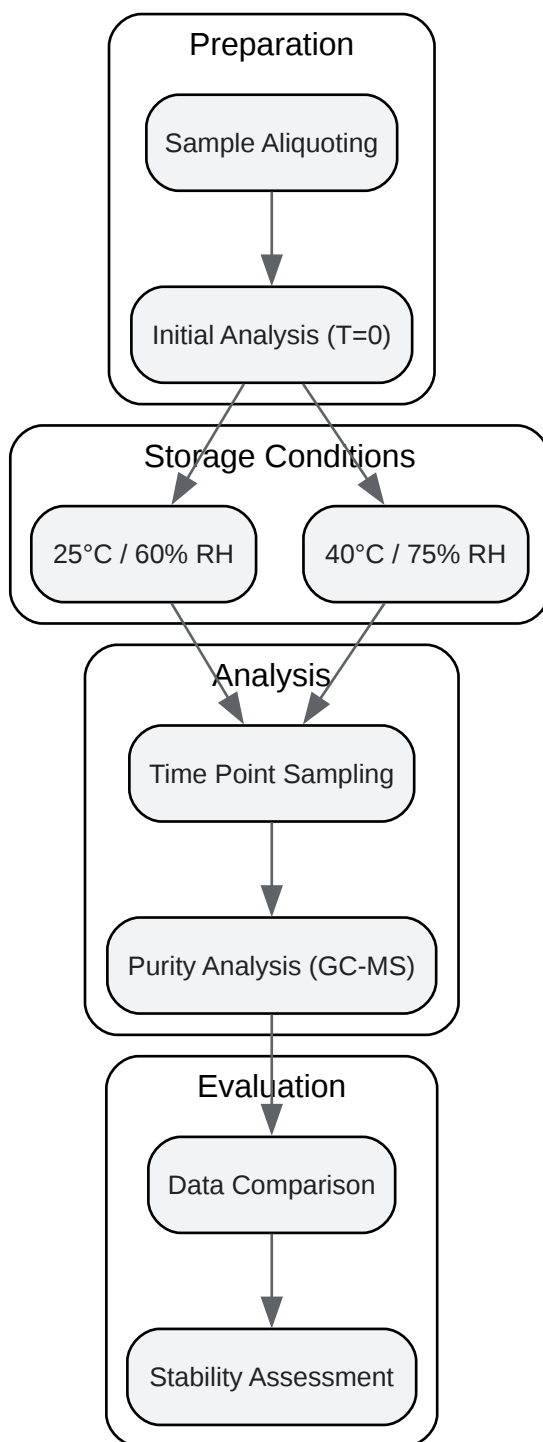 Preparation
Sample Aliquoting
Initial Analysis (T=0)
Storage Conditions
25°C / 60% RH
40°C / 75% RH
Analysis
Time Point Sampling
Purity Analysis (GC-MS)
Evaluation
Data Comparison
Stability Assessment